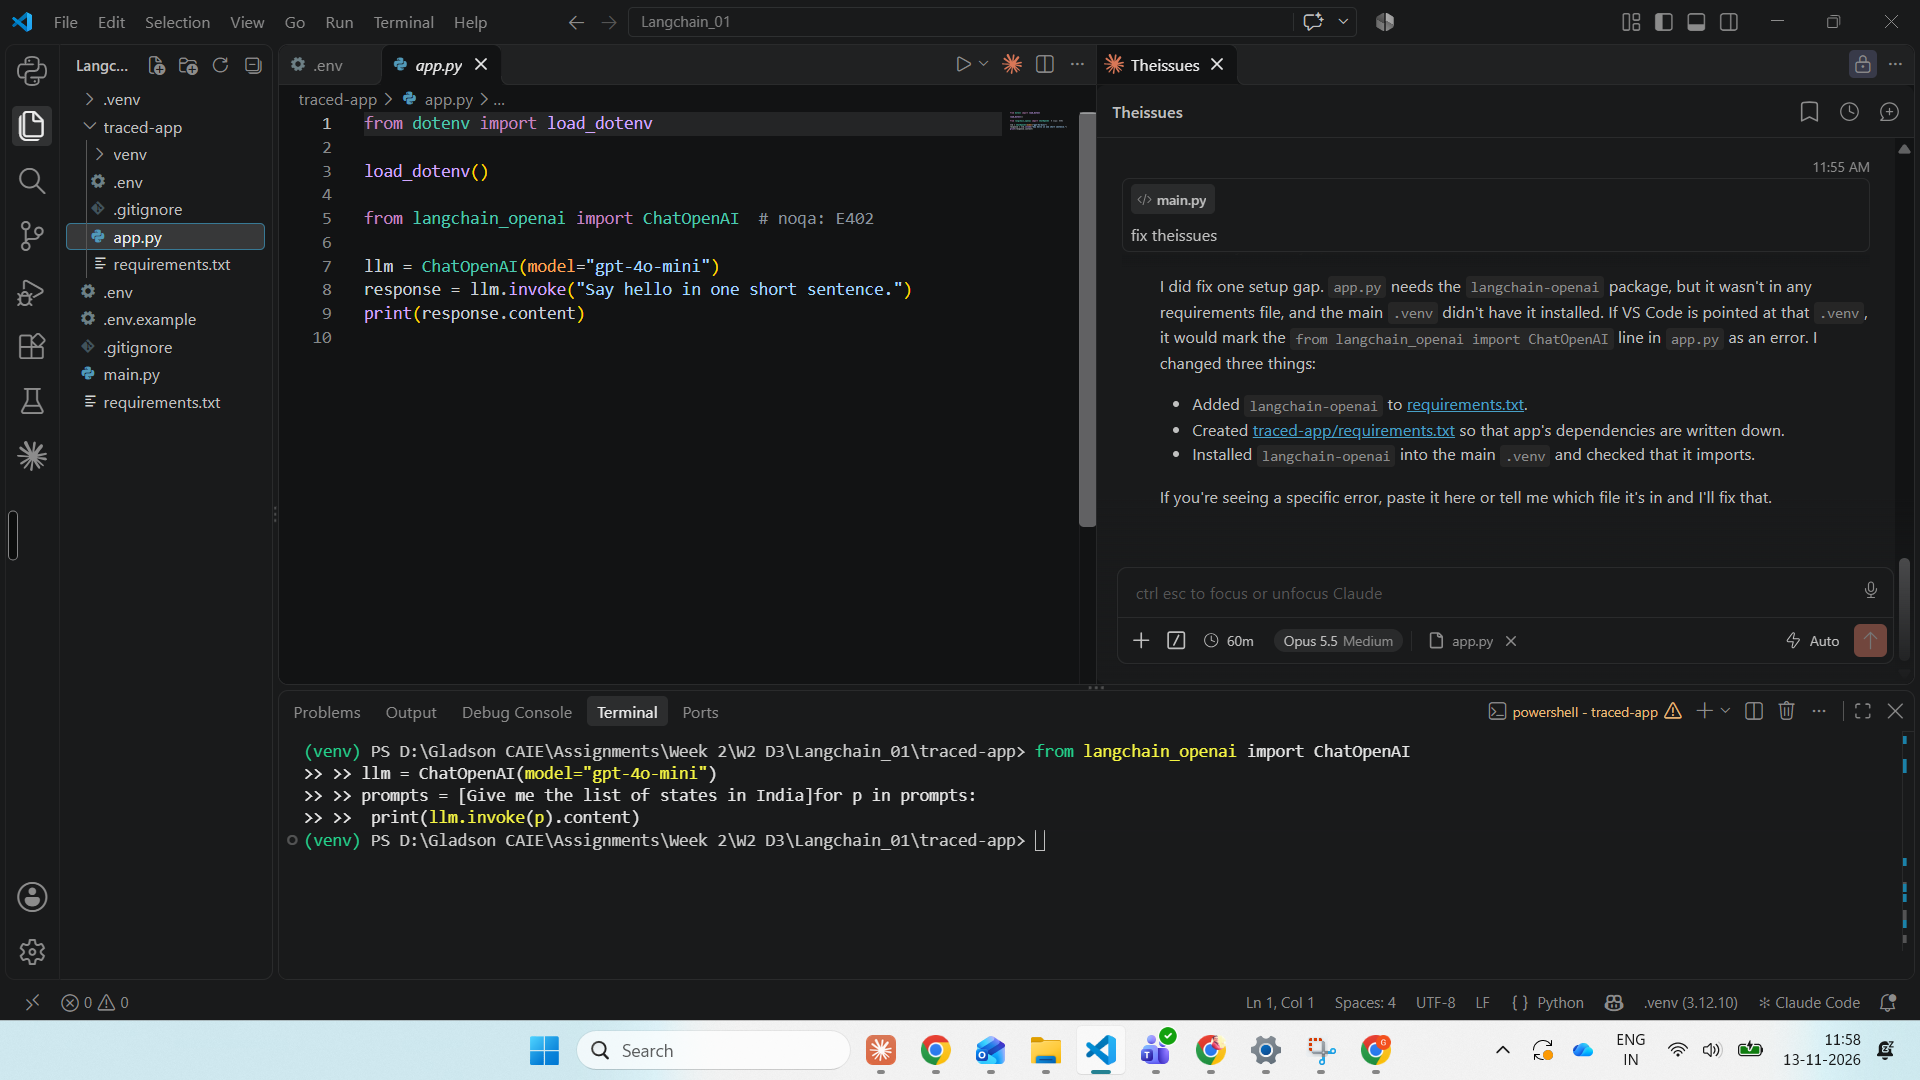 File Edit Selection View Go Run Terminal Help
Langchain_01
Langc...
.venv
traced-app
venv
.env
.gitignore
app.py
requirements.txt
.env
.env.example
.gitignore
main.py
requirements.txt
.env
app.py
traced-app > app.py > ...
1 from dotenv import load_dotenv
2
3 load_dotenv()
4
5 from langchain_openai import ChatOpenAI # noqa: E402
6
7 llm = ChatOpenAI(model="gpt-4o-mini")
8 response = llm.invoke("Say hello in one short sentence.")
9 print(response.content)
10
Theissues
Theissues
11:55 AM
main.py
fix theissues
I did fix one setup gap. app.py needs the langchain-openai package, but it wasn't in any
requirements file, and the main .venv didn't have it installed. If VS Code is pointed at that .venv,
it would mark the from langchain_openai import ChatOpenAI line in app.py as an error. I
changed three things:
• Added langchain-openai to requirements.txt.
• Created traced-app/requirements.txt so that app's dependencies are written down.
• Installed langchain-openai into the main .venv and checked that it imports.
If you're seeing a specific error, paste it here or tell me which file it's in and I'll fix that.
ctrl esc to focus or unfocus Claude
60m Opus 5.5 Medium app.py Auto
Problems Output Debug Console Terminal Ports
powershell - traced-app
(venv) PS D:\Gladson CAIE\Assignments\Week 2\W2 D3\Langchain_01\traced-app> from langchain_openai import ChatOpenAI
>> >> llm = ChatOpenAI(model="gpt-4o-mini")
>> >> prompts = [Give me the list of states in India]for p in prompts:
>> >>  print(llm.invoke(p).content)
(venv) PS D:\Gladson CAIE\Assignments\Week 2\W2 D3\Langchain_01\traced-app>
0 0
Ln 1, Col 1 Spaces: 4 UTF-8 LF { } Python .venv (3.12.10) Claude Code
Search
ENG
IN
11:58
13-11-2026